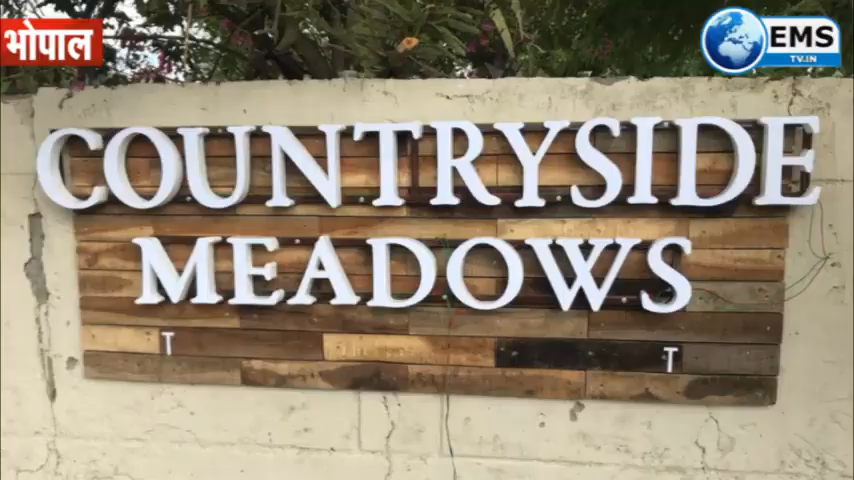 भोपाल
EMS
TV.IN
COUNTRYSIDE
MEADOWS
T T